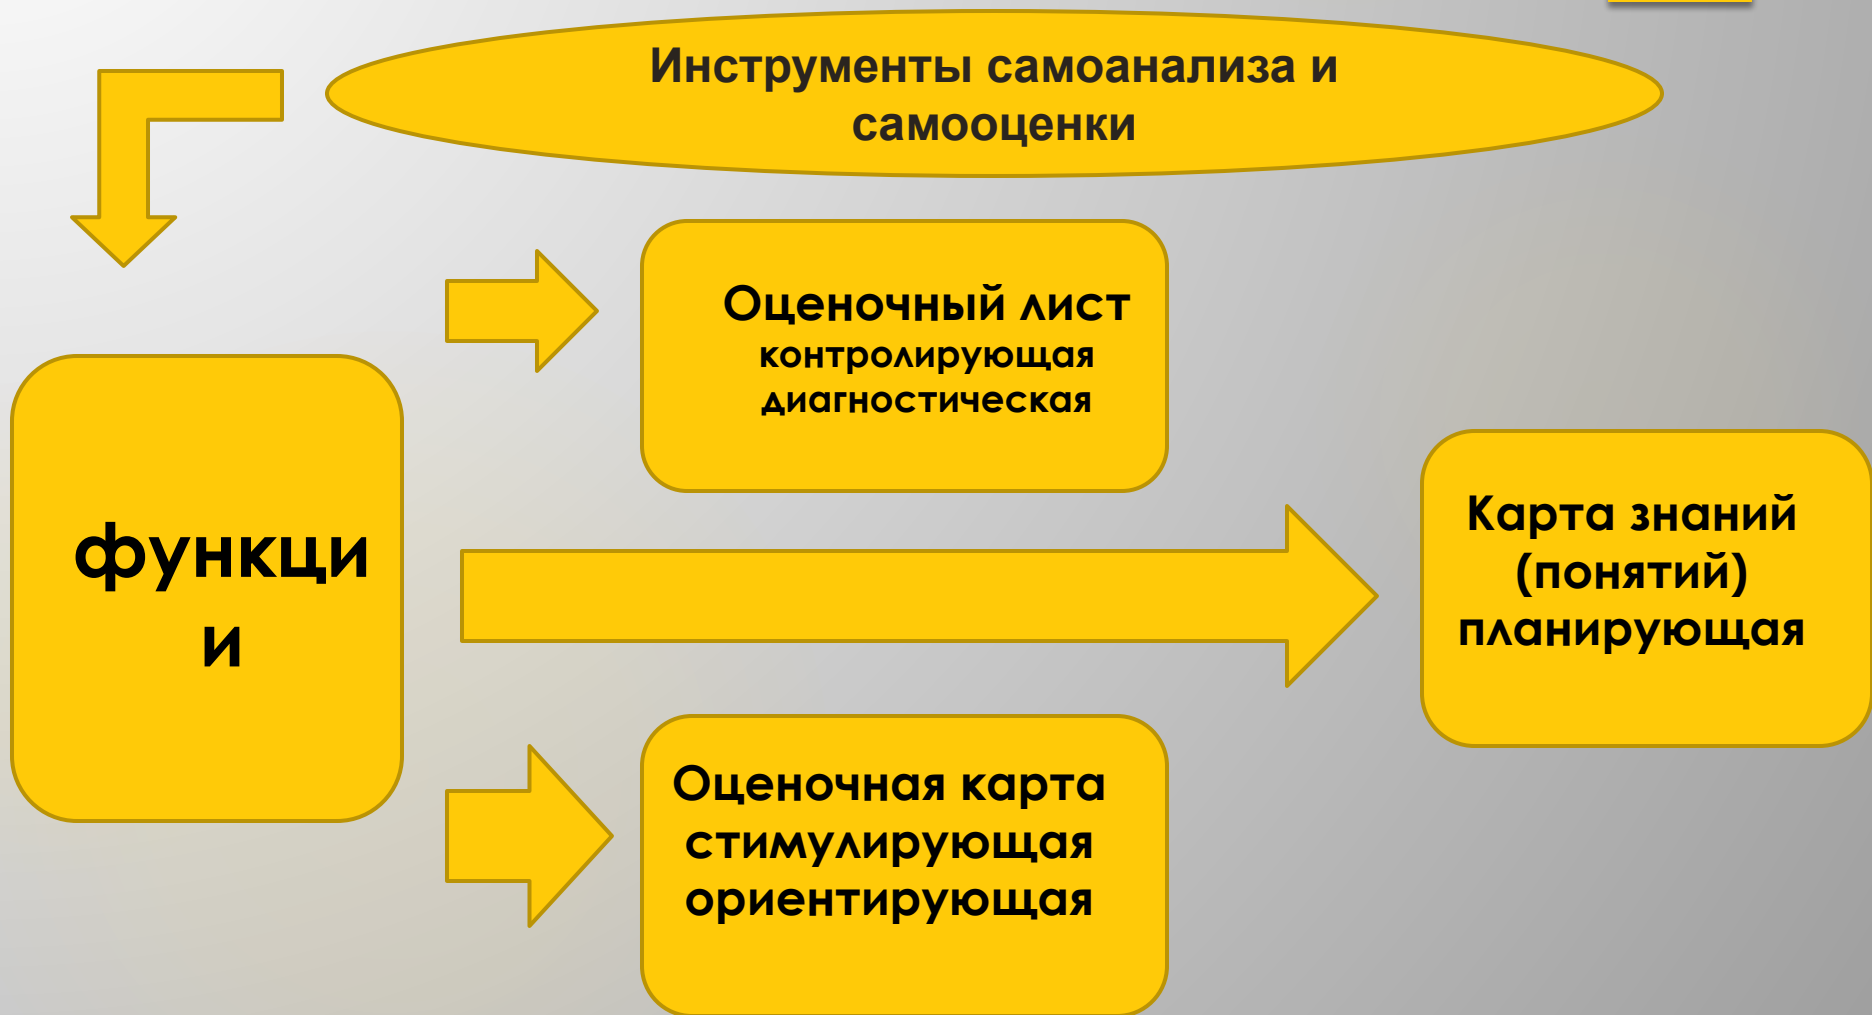 Инструменты самоанализа и
самооценки
Оценочный лист
контролирующая
диагностическая
функци
и
Карта знаний
(понятий)
планирующая
Оценочная карта
стимулирующая
ориентирующая